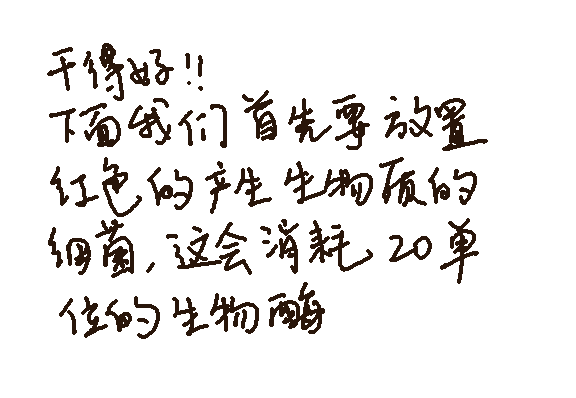 干得好!!
下面我们首先要放置
红色的产生生物质的
细菌,这会消耗20单
位的生物酶